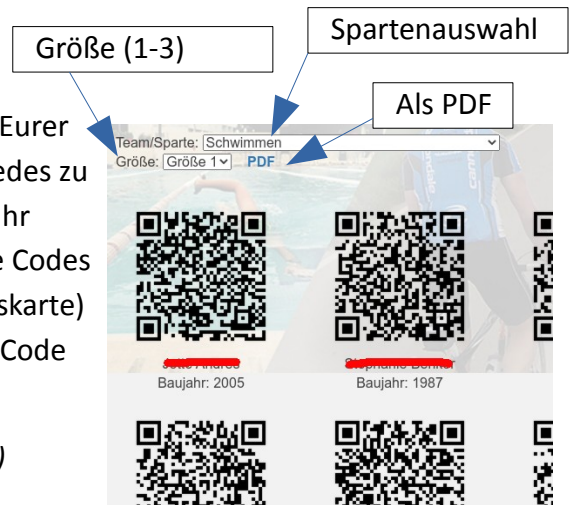 Spartenauswahl
Größe (1-3)
Als PDF
Eurer
edes zu
hr
e Codes
skarte)
Code
)
Team/Sparte: Schwimmen
Größe: Größe 1 PDF
Baujahr: 2005
Baujahr: 1987